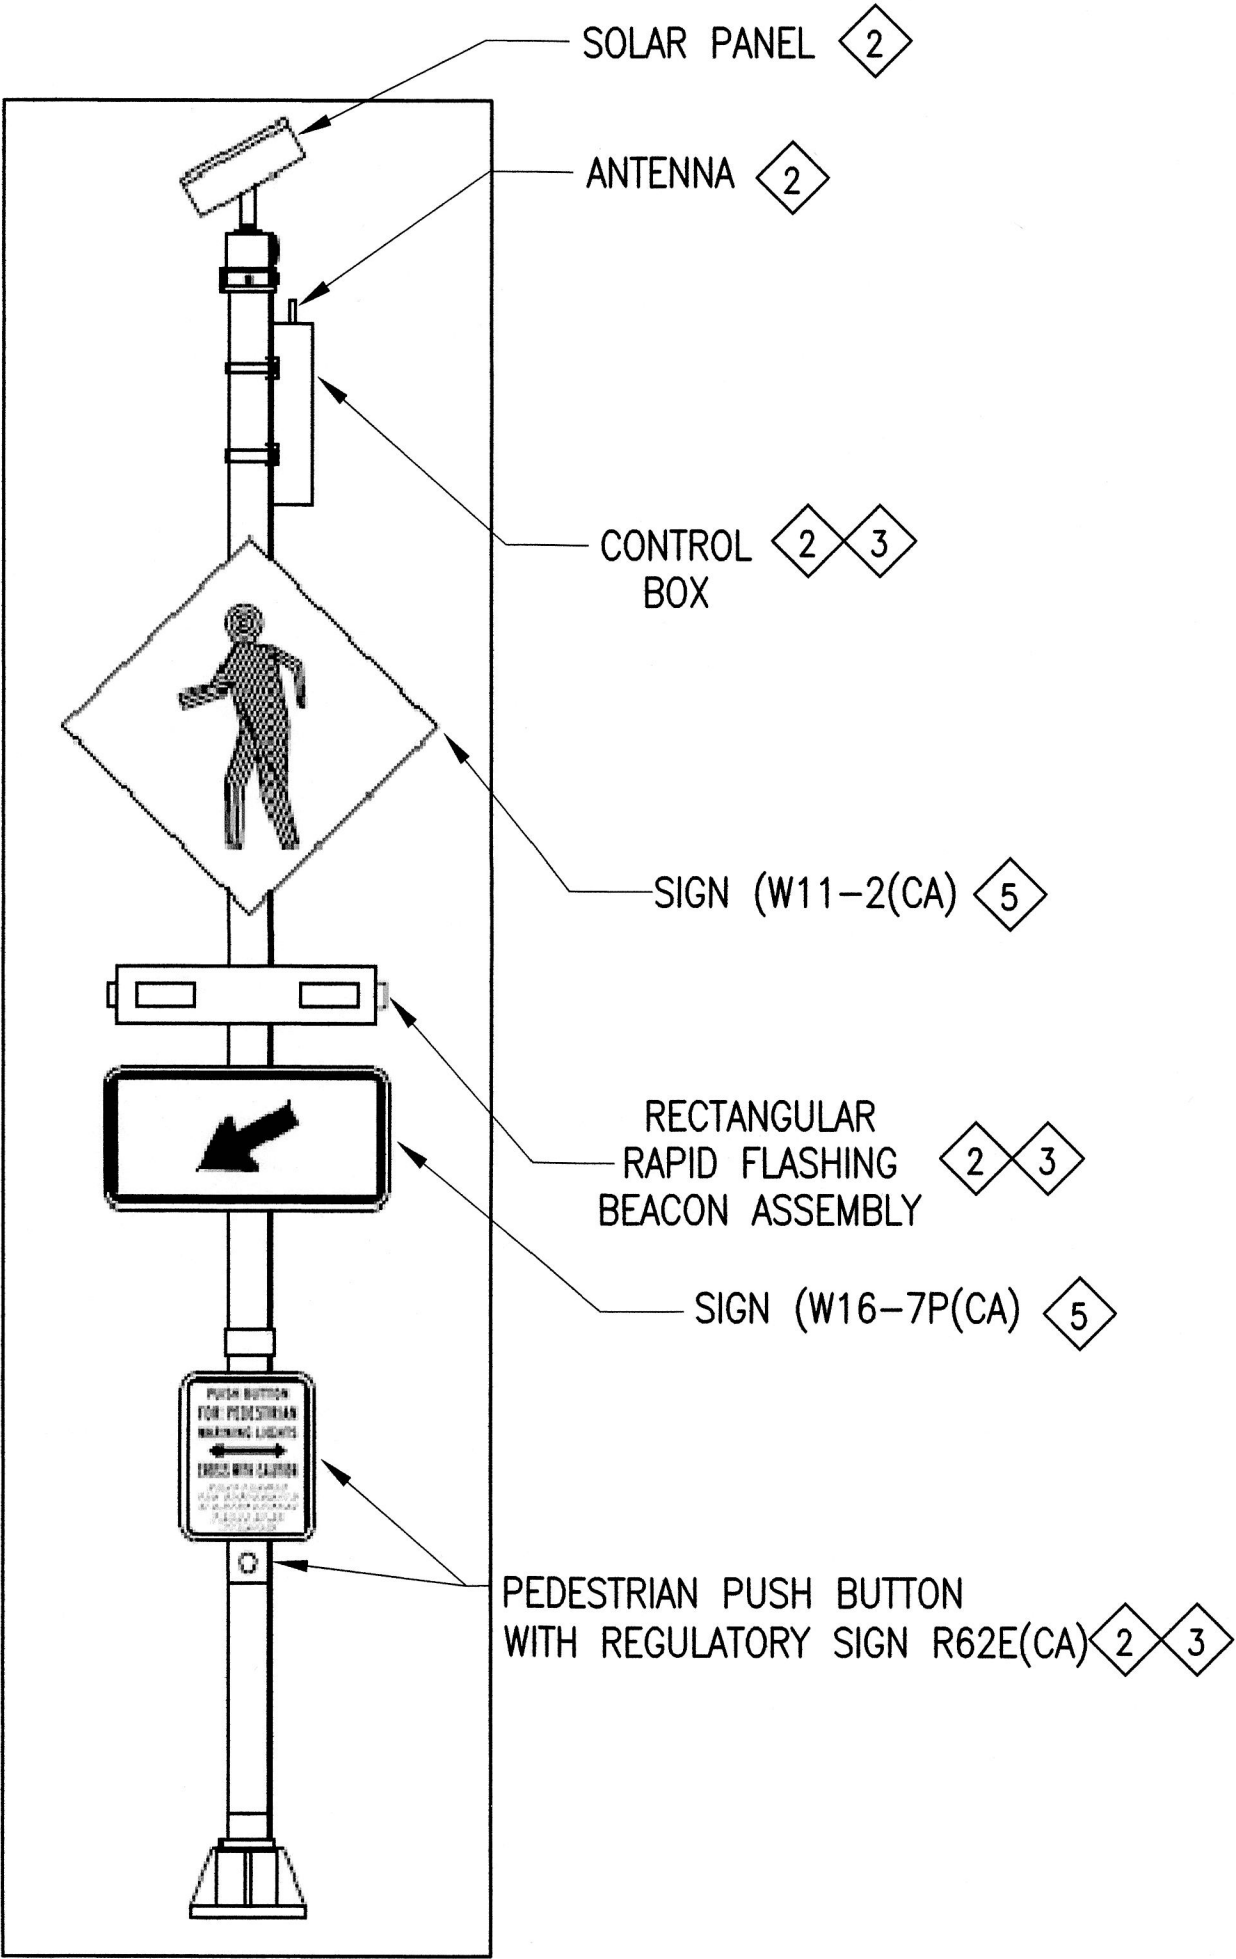 SOLAR PANEL 2
ANTENNA 2
CONTROL 2 3
BOX
SIGN (W11-2(CA) 5
RECTANGULAR
RAPID FLASHING 2 3
BEACON ASSEMBLY
SIGN (W16-7P(CA) 5
PUSH BUTTON
FOR PEDESTRIAN
WARNING LIGHTS
CROSS WITH CAUTION
PEDESTRIAN PUSH BUTTON
WITH REGULATORY SIGN R62E(CA) 2 3